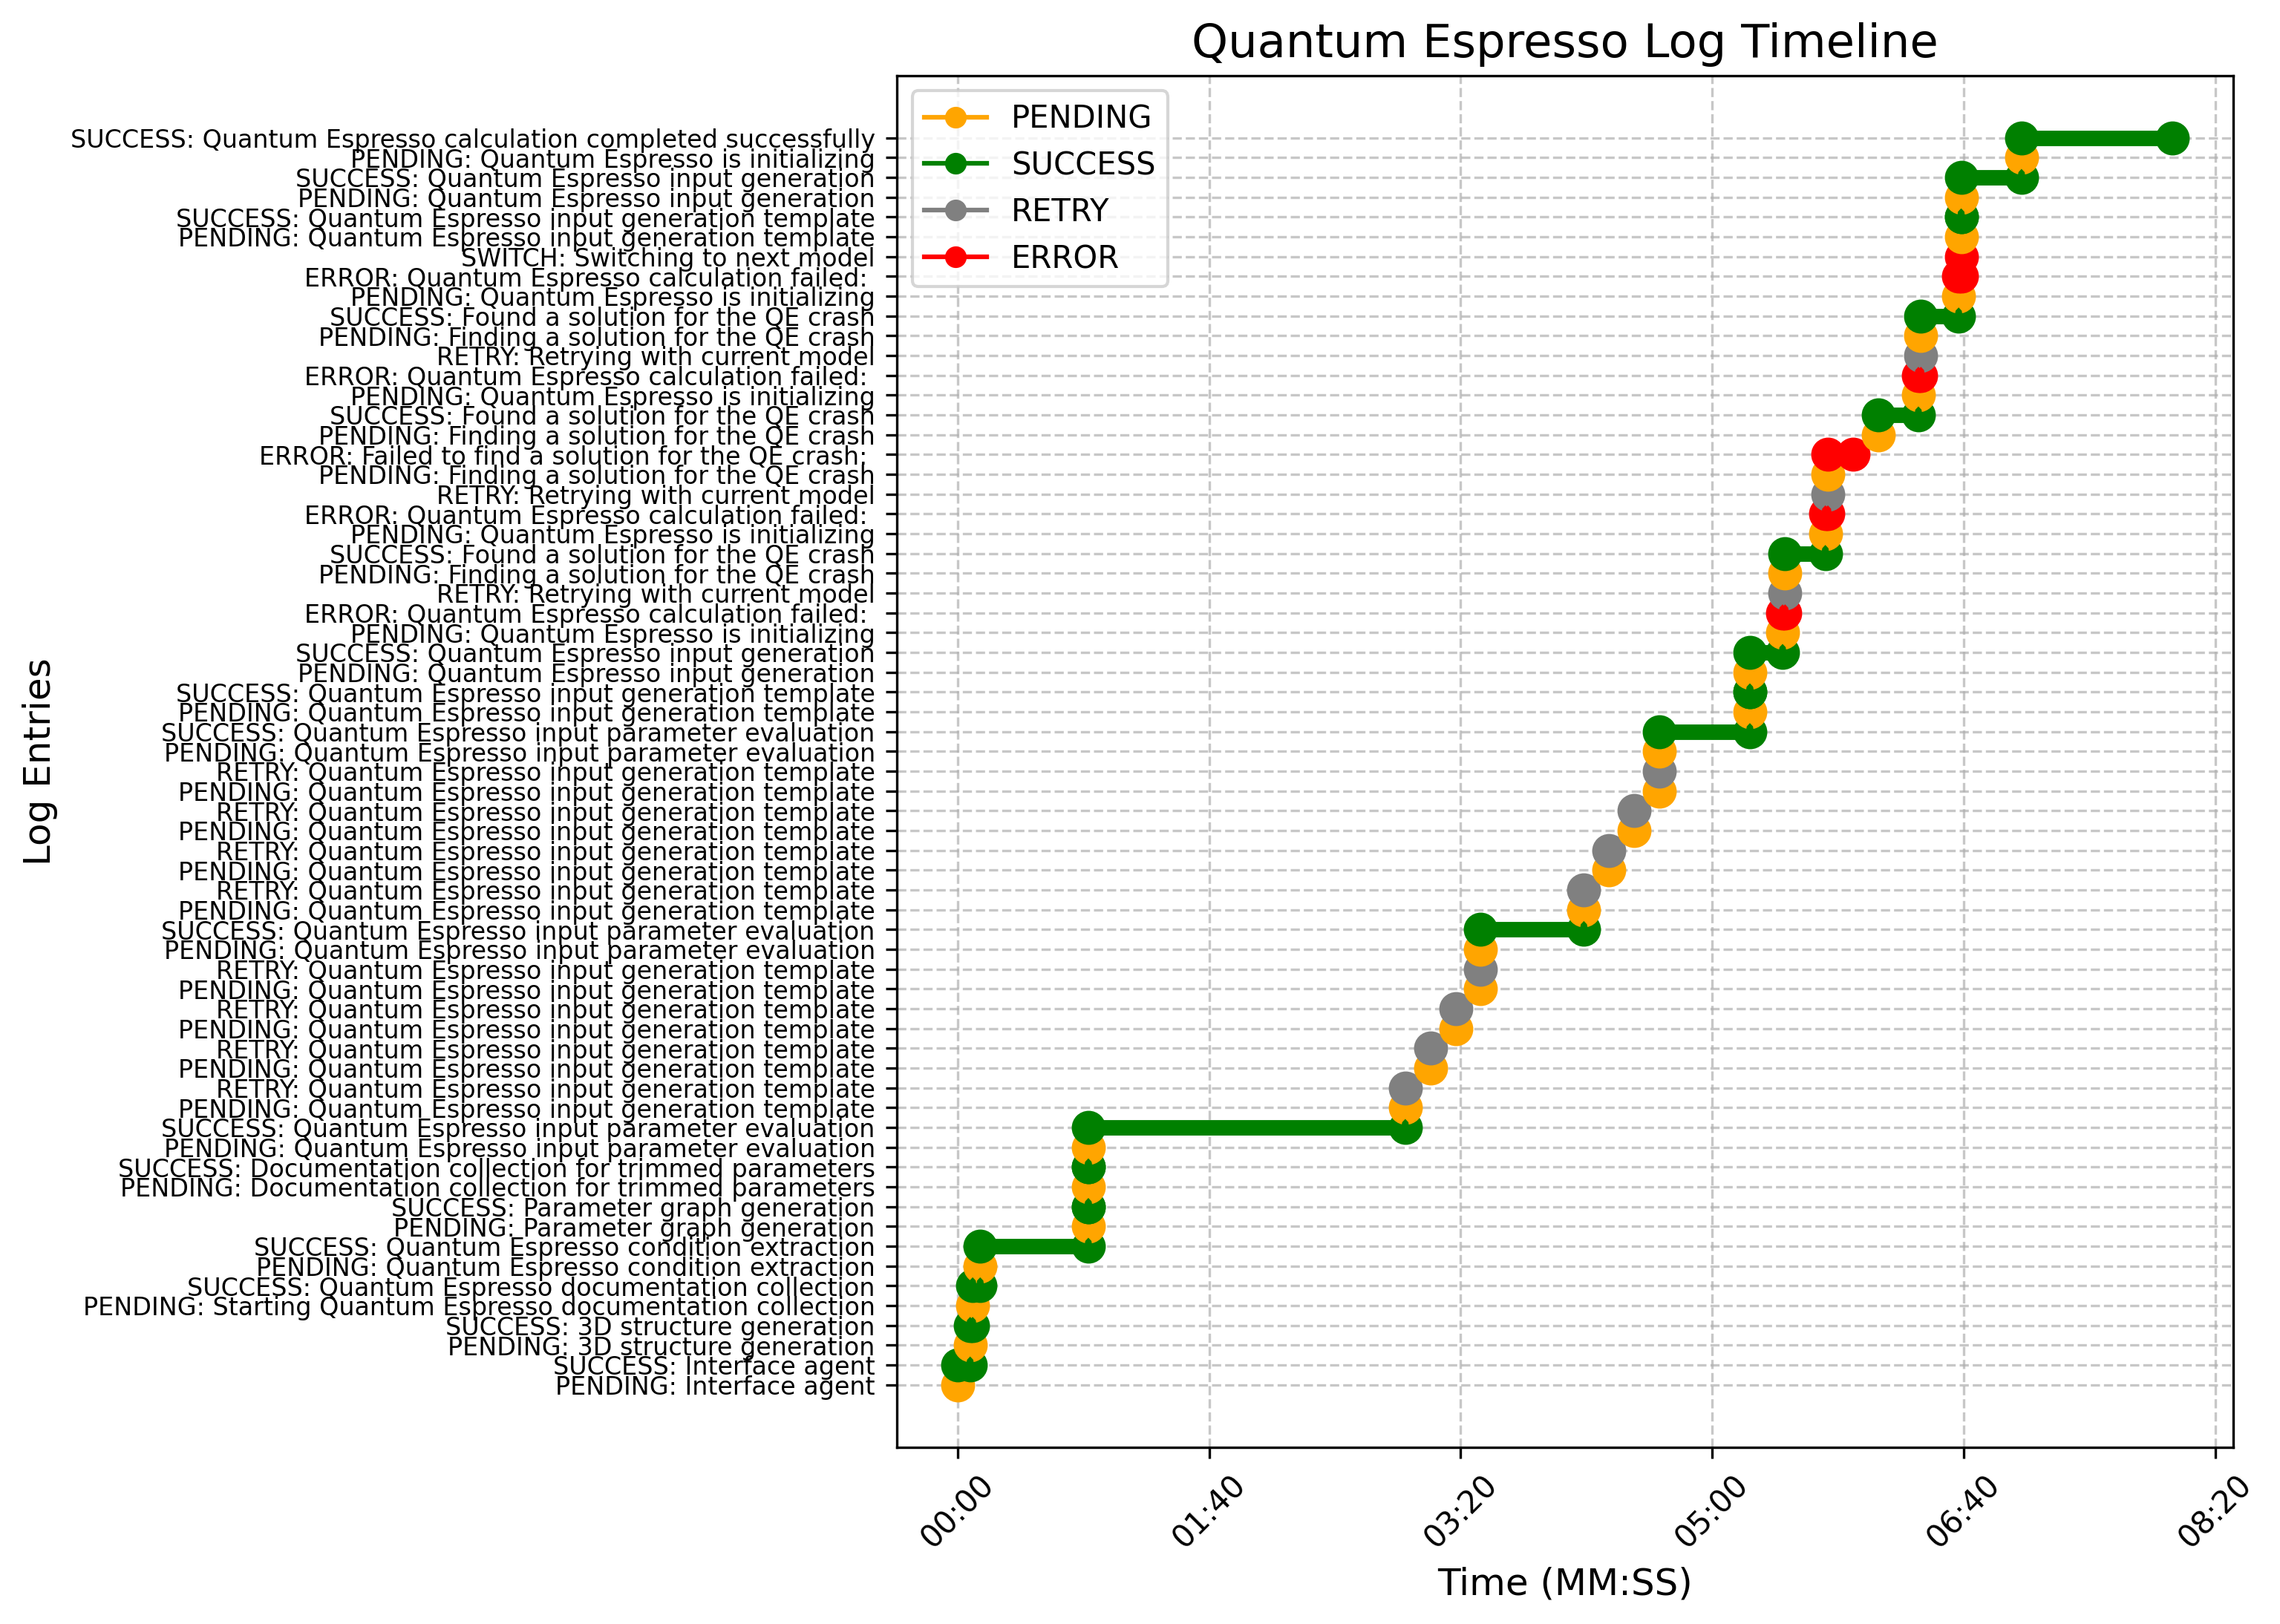 Quantum Espresso Log Timeline
PENDING
SUCCESS
RETRY
ERROR
SUCCESS: Quantum Espresso calculation completed successfully
PENDING: Quantum Espresso is initializing
SUCCESS: Quantum Espresso input generation
PENDING: Quantum Espresso input generation
SUCCESS: Quantum Espresso input generation template
PENDING: Quantum Espresso input generation template
SWITCH: Switching to next model
ERROR: Quantum Espresso calculation failed:
PENDING: Quantum Espresso is initializing
SUCCESS: Found a solution for the QE crash
PENDING: Finding a solution for the QE crash
RETRY: Retrying with current model
ERROR: Quantum Espresso calculation failed:
PENDING: Quantum Espresso is initializing
SUCCESS: Found a solution for the QE crash
PENDING: Finding a solution for the QE crash
ERROR: Failed to find a solution for the QE crash:
PENDING: Finding a solution for the QE crash
RETRY: Retrying with current model
ERROR: Quantum Espresso calculation failed:
PENDING: Quantum Espresso is initializing
SUCCESS: Found a solution for the QE crash
PENDING: Finding a solution for the QE crash
RETRY: Retrying with current model
ERROR: Quantum Espresso calculation failed:
PENDING: Quantum Espresso is initializing
SUCCESS: Quantum Espresso input generation
PENDING: Quantum Espresso input generation
SUCCESS: Quantum Espresso input generation template
PENDING: Quantum Espresso input generation template
SUCCESS: Quantum Espresso input parameter evaluation
PENDING: Quantum Espresso input parameter evaluation
RETRY: Quantum Espresso input generation template
PENDING: Quantum Espresso input generation template
RETRY: Quantum Espresso input generation template
PENDING: Quantum Espresso input generation template
RETRY: Quantum Espresso input generation template
PENDING: Quantum Espresso input generation template
RETRY: Quantum Espresso input generation template
PENDING: Quantum Espresso input generation template
SUCCESS: Quantum Espresso input parameter evaluation
PENDING: Quantum Espresso input parameter evaluation
RETRY: Quantum Espresso input generation template
PENDING: Quantum Espresso input generation template
RETRY: Quantum Espresso input generation template
PENDING: Quantum Espresso input generation template
RETRY: Quantum Espresso input generation template
PENDING: Quantum Espresso input generation template
RETRY: Quantum Espresso input generation template
PENDING: Quantum Espresso input generation template
SUCCESS: Quantum Espresso input parameter evaluation
PENDING: Quantum Espresso input parameter evaluation
SUCCESS: Documentation collection for trimmed parameters
PENDING: Documentation collection for trimmed parameters
SUCCESS: Parameter graph generation
PENDING: Parameter graph generation
SUCCESS: Quantum Espresso condition extraction
PENDING: Quantum Espresso condition extraction
SUCCESS: Quantum Espresso documentation collection
PENDING: Starting Quantum Espresso documentation collection
SUCCESS: 3D structure generation
PENDING: 3D structure generation
SUCCESS: Interface agent
PENDING: Interface agent
Log Entries
00:00
01:40
03:20
05:00
06:40
08:20
Time (MM:SS)